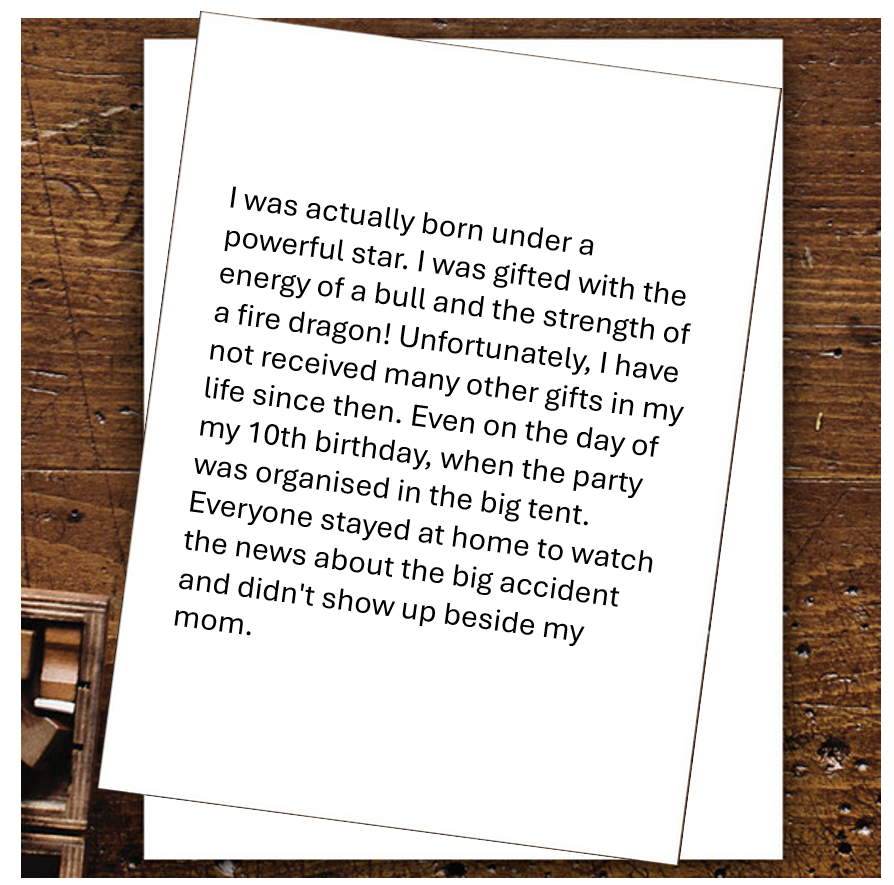 I was actually born under a
powerful star. I was gifted with the
energy of a bull and the strength of
a fire dragon! Unfortunately, I have
not received many other gifts in my
life since then. Even on the day of
my 10th birthday, when the party
was organised in the big tent.
Everyone stayed at home to watch
the news about the big accident
and didn't show up beside my
mom.